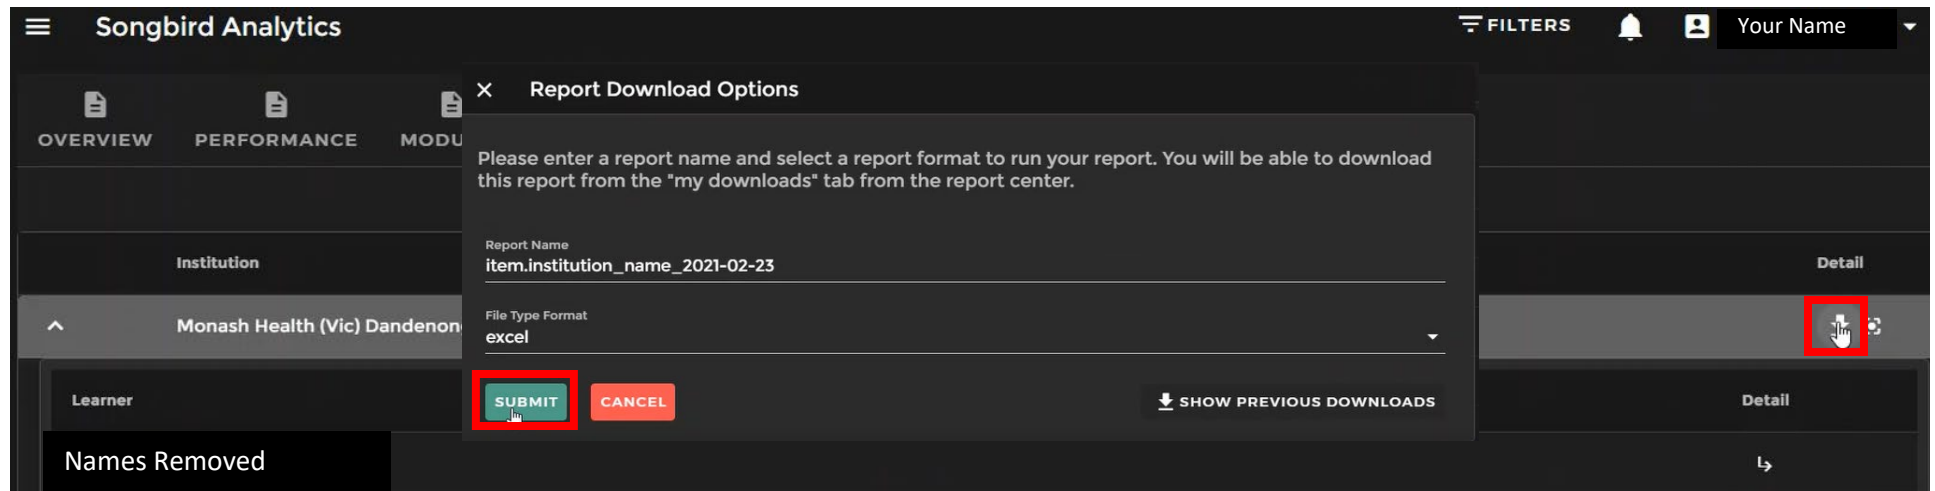 Songbird Analytics
FILTERS
Your Name
OVERVIEW
PERFORMANCE
MODU
Report Download Options
Please enter a report name and select a report format to run your report. You will be able to download
this report from the "my downloads" tab from the report center.
Report Name
item.institution_name_2021-02-23
File Type Format
excel
SUBMIT
CANCEL
SHOW PREVIOUS DOWNLOADS
Institution
Detail
Monash Health (Vic) Dandenon
Learner
Detail
Names Removed